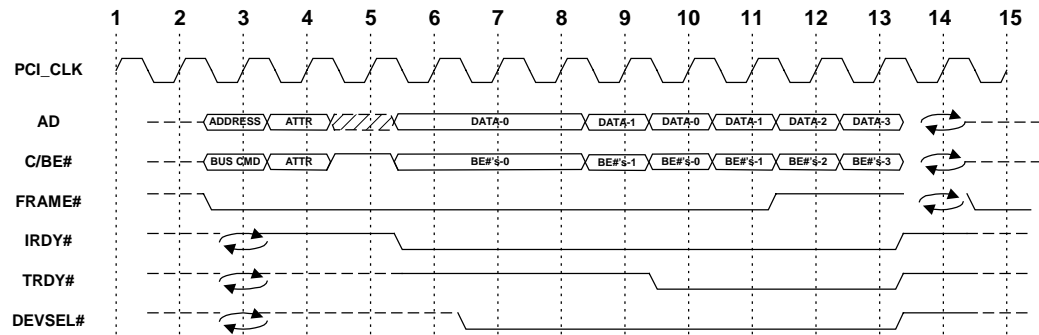 1 2 3 4 5 6 7 8 9 10 11 12 13 14 15
PCI_CLK
AD ADDRESS ATTR DATA-0 DATA-1 DATA-0 DATA-1 DATA-2 DATA-3
C/BE# BUS CMD ATTR BE#'s-0 BE#'s-1 BE#'s-0 BE#'s-1 BE#'s-2 BE#'s-3
FRAME#
IRDY#
TRDY#
DEVSEL#